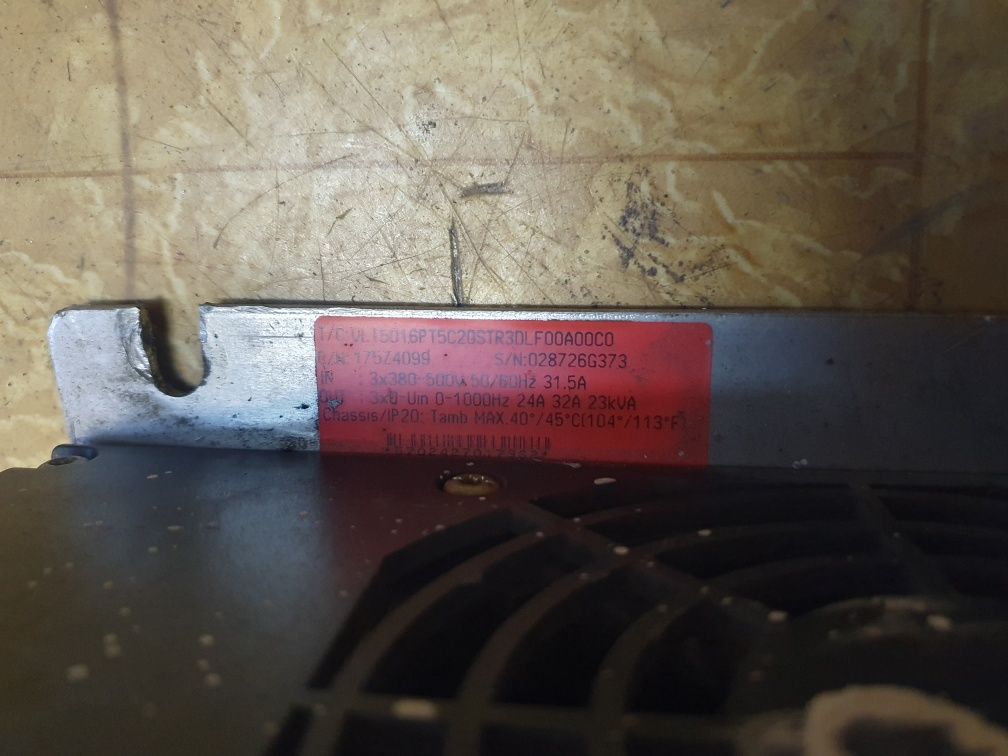 T/C:VLT5016PT5C20STR3DLF00A00C0
P/N:175Z4099 S/N:028726G373
IN : 3x380-500V 50/60Hz 31.5A
OUT : 3x0-Uin 0-1000Hz 24A 32A 23kVA
Chassis/IP20: Tamb MAX.40°/45°C(104°/113°F)